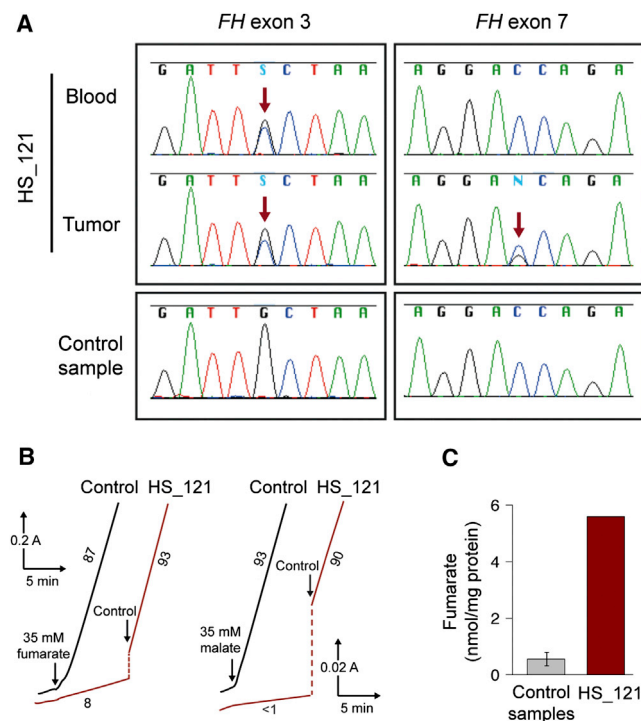 A
FH exon 3
FH exon 7
HS_121
Blood
G A T T S C T A A
A G G A C C A G A
Tumor
G A T T S C T A A
A G G A N C A G A
Control sample
G A T T G C T A A
A G G A C C A G A
B
Control HS_121
0.2 A
5 min
87
93
Control
35 mM fumarate
8
Control HS_121
93
90
Control
35 mM malate
<1
0.02 A
5 min
C
Fumarate (nmol/mg protein)
6
4
2
0
Control samples
HS_121